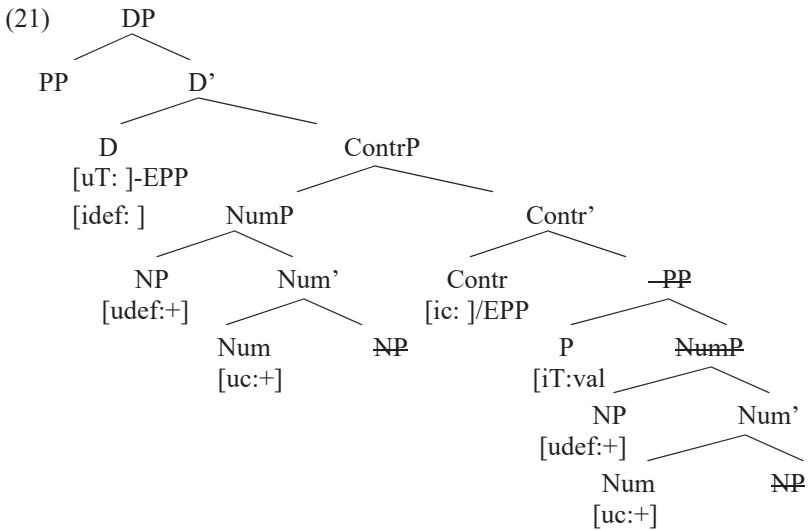 (21) DP
PP D’
D ContrP
[uT: ]-EPP
[idef: ] NumP Contr’
NP Num’ Contr PP
[udef:+] [ic: ]/EPP
Num NP P NumP
[uc:+] [iT:val
NP Num’
[udef:+]
Num NP
[uc:+]